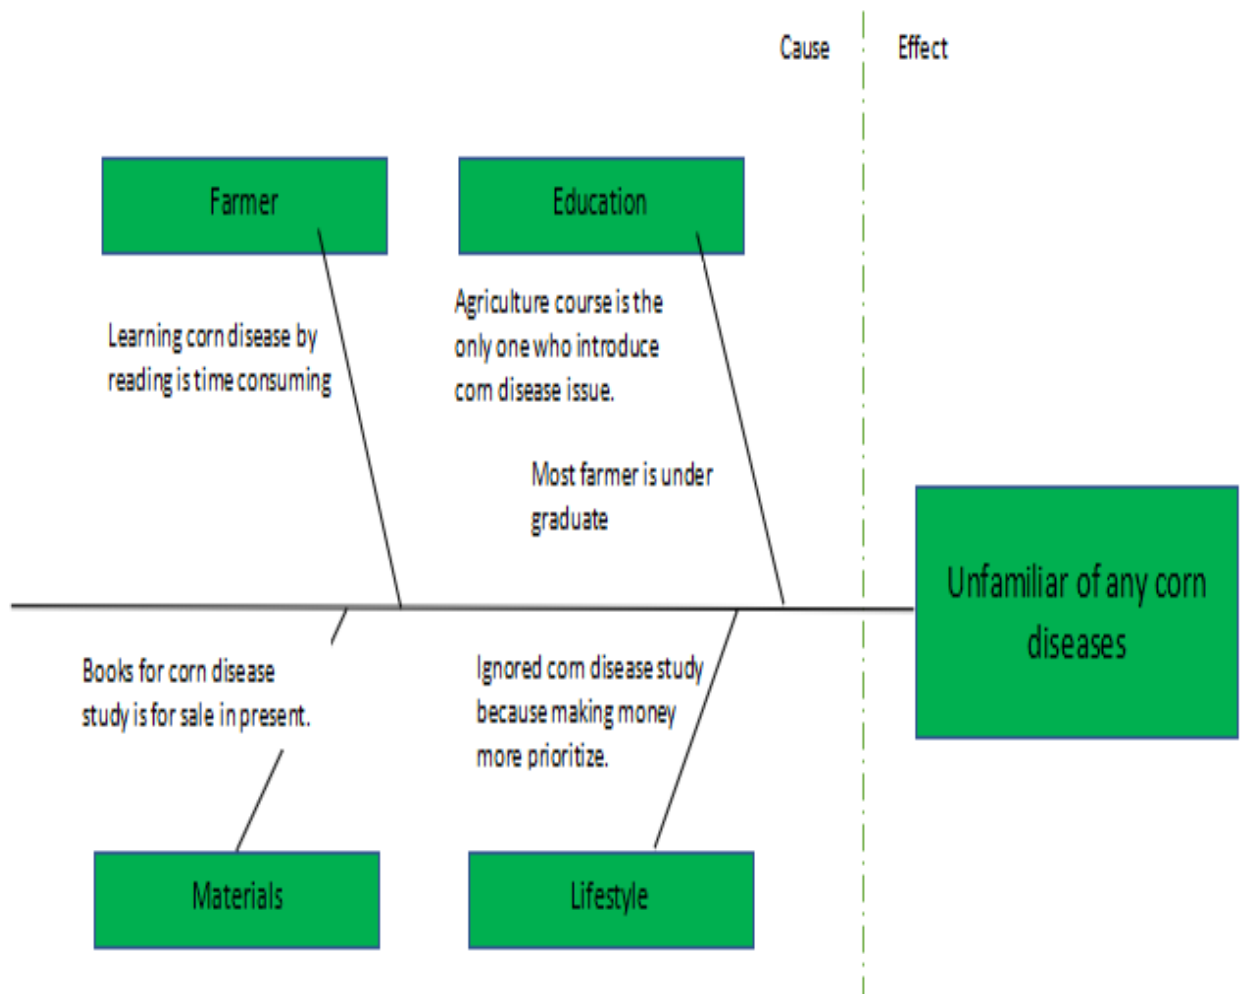 Cause
Effect
Farmer
Education
Learning corn disease by
reading is time consuming
Agriculture course is the
only one who introduce
corn disease issue.
Most farmer is under
graduate
Unfamiliar of any corn
diseases
Books for corn disease
study is for sale in present.
Ignored corn disease study
because making money
more prioritize.
Materials
Lifestyle